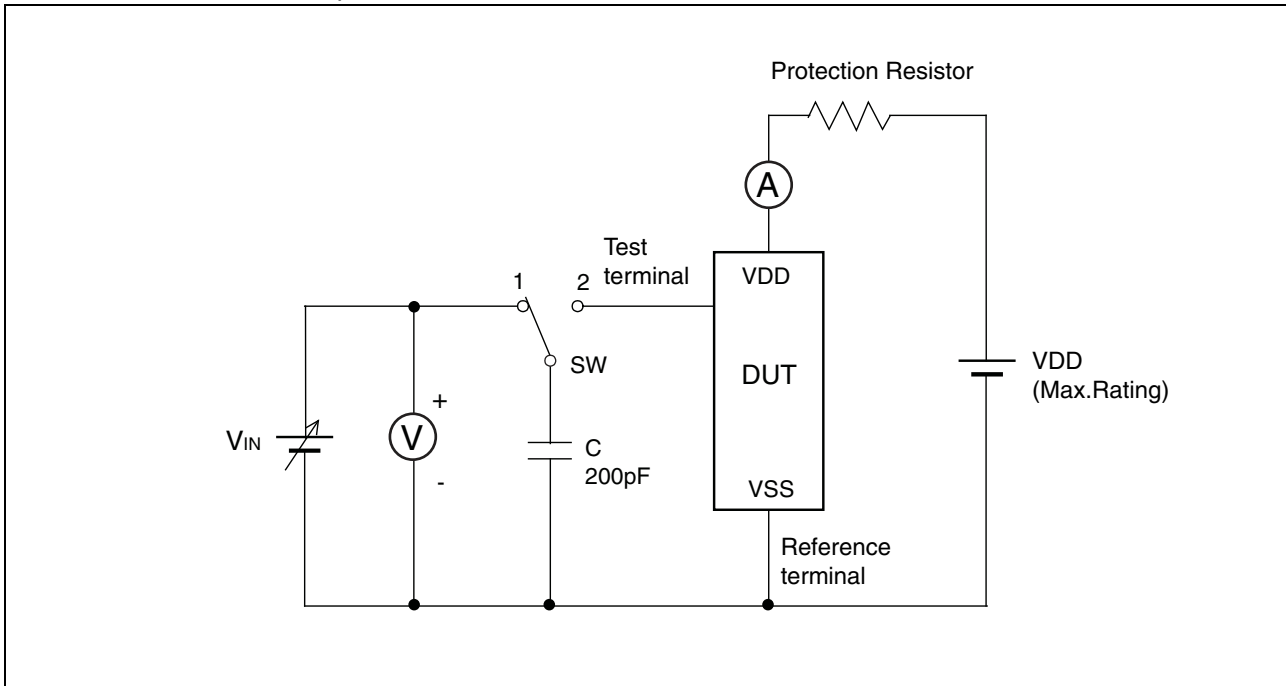 Protection Resistor
A
Test
terminal
1
2
VDD
SW
DUT
VDD
(Max.Rating)
+
VIN
V
C
200pF
-
VSS
Reference
terminal